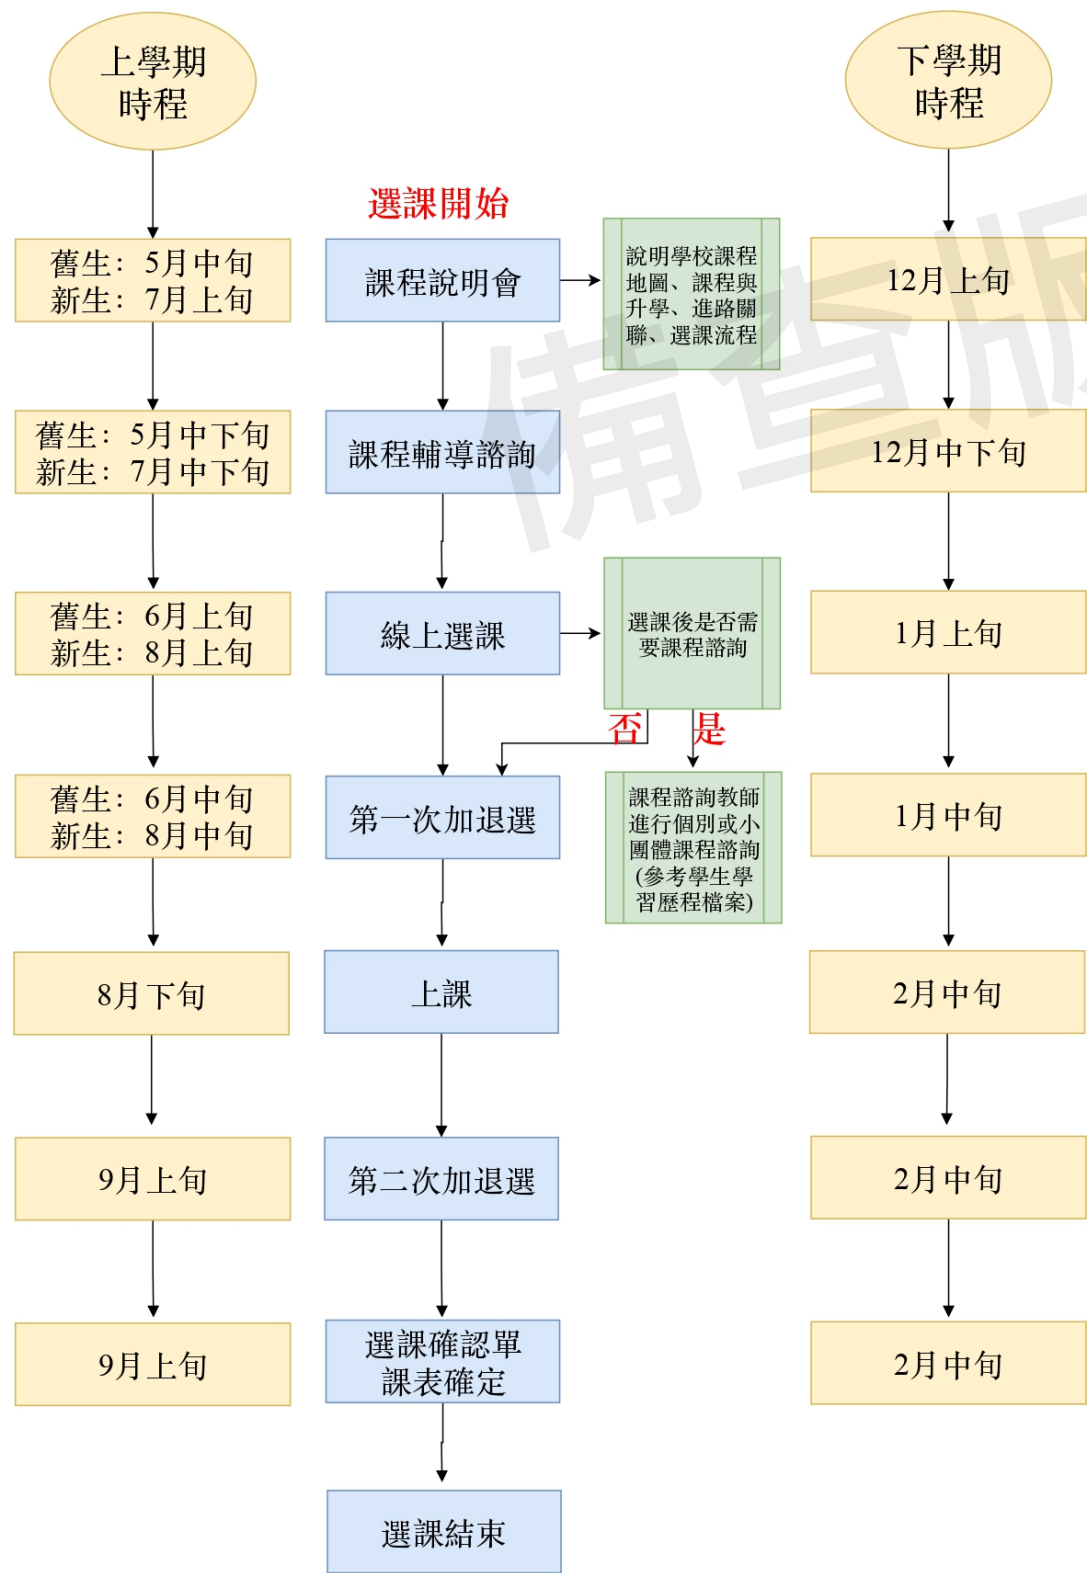 上學期
時程
下學期
時程
選課開始
舊生：5月中旬
新生：7月上旬
課程說明會
說明學校課程
地圖、課程與
升學、進路關
聯、選課流程
12月上旬
備查版
舊生：5月中下旬
新生：7月中下旬
課程輔導諮詢
12月中下旬
舊生：6月上旬
新生：8月上旬
線上選課
選課後是否需
要課程諮詢
1月上旬
否
是
舊生：6月中旬
新生：8月中旬
第一次加退選
課程諮詢教師
進行個別或小
團體課程諮詢
(參考學生學
習歷程檔案)
1月中旬
8月下旬
上課
2月中旬
9月上旬
第二次加退選
2月中旬
9月上旬
選課確認單
課表確定
2月中旬
選課結束